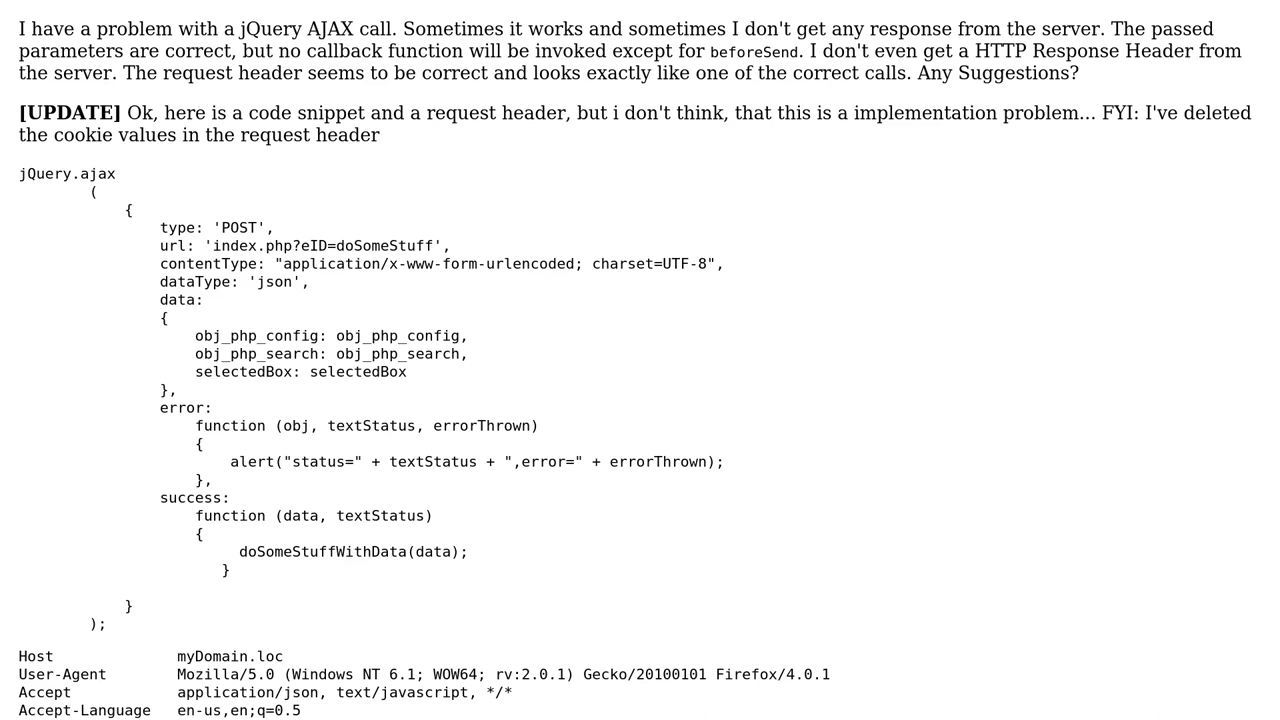 I have a problem with a jQuery AJAX call. Sometimes it works and sometimes I don't get any response from the server. The passed
parameters are correct, but no callback function will be invoked except for beforeSend. I don't even get a HTTP Response Header from
the server. The request header seems to be correct and looks exactly like one of the correct calls. Any Suggestions?
[UPDATE] Ok, here is a code snippet and a request header, but i don't think, that this is a implementation problem... FYI: I've deleted
the cookie values in the request header
jQuery.ajax
        (
            {
                type: 'POST',
                url: 'index.php?eID=doSomeStuff',
                contentType: "application/x-www-form-urlencoded; charset=UTF-8",
                dataType: 'json',
                data:
                {
                    obj_php_config: obj_php_config,
                    obj_php_search: obj_php_search,
                    selectedBox: selectedBox
                },
                error:
                    function (obj, textStatus, errorThrown)
                    {
                        alert("status=" + textStatus + ",error=" + errorThrown);
                    },
                success:
                    function (data, textStatus)
                    {
                         doSomeStuffWithData(data);
                       }
            }
        );
Host              myDomain.loc
User-Agent        Mozilla/5.0 (Windows NT 6.1; WOW64; rv:2.0.1) Gecko/20100101 Firefox/4.0.1
Accept            application/json, text/javascript, */*
Accept-Language   en-us,en;q=0.5